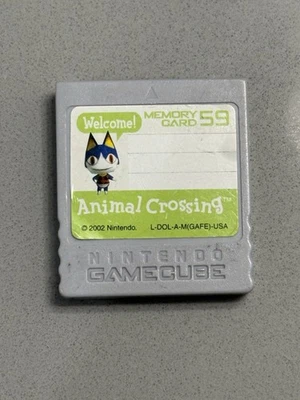 Welcome!
MEMORY
CARD 59
Animal Crossing™
© 2002 Nintendo. L-DOL-A-M(GAFE)-USA
NINTENDO
GAMECUBE